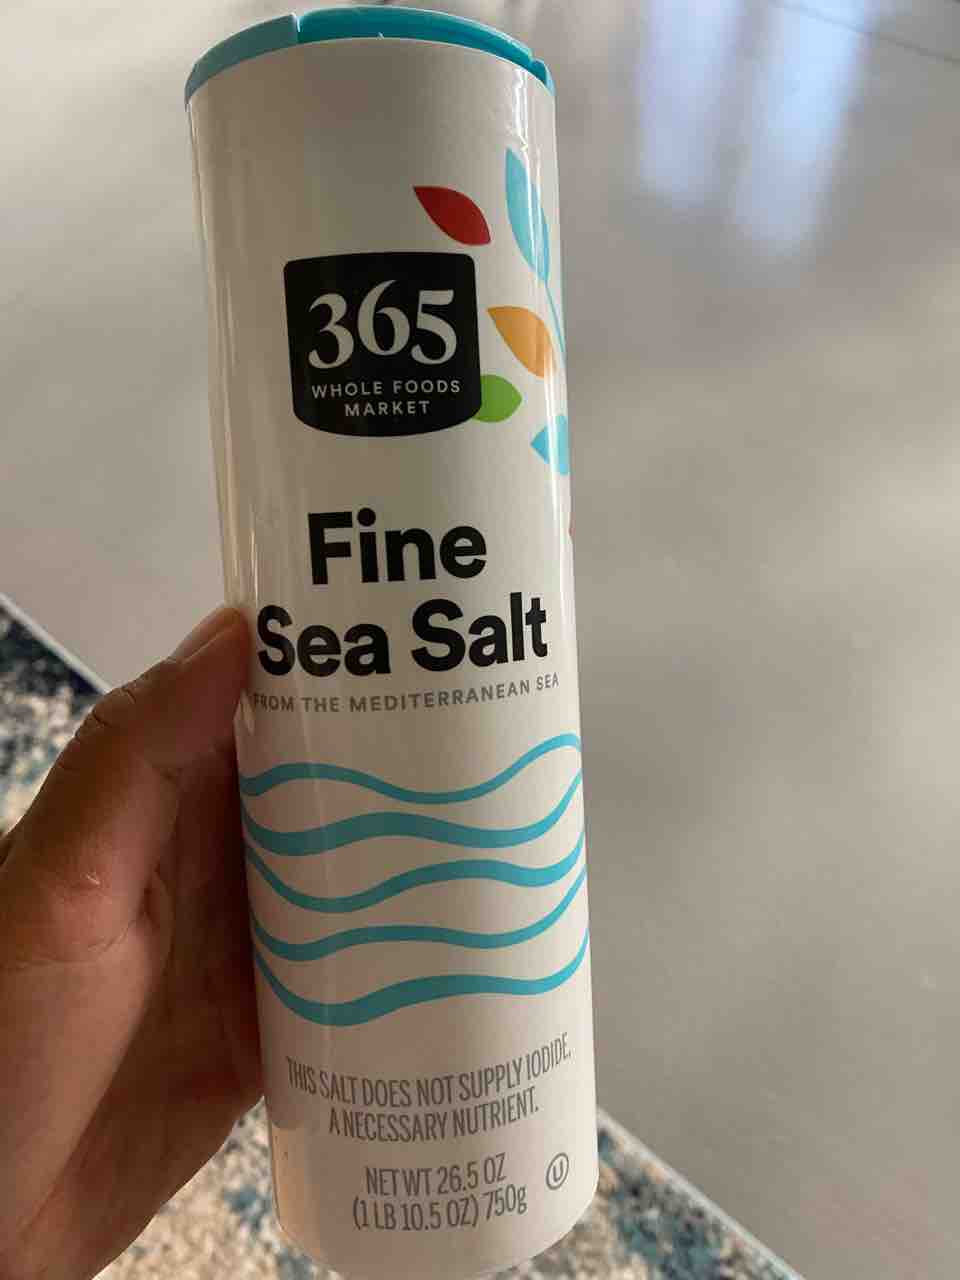 365
WHOLE FOODS
MARKET
Fine
Sea Salt
FROM THE MEDITERRANEAN SEA
THIS SALT DOES NOT SUPPLY IODIDE,
A NECESSARY NUTRIENT.
NET WT 26.5 OZ
(1 LB 10.5 OZ) 750g
U